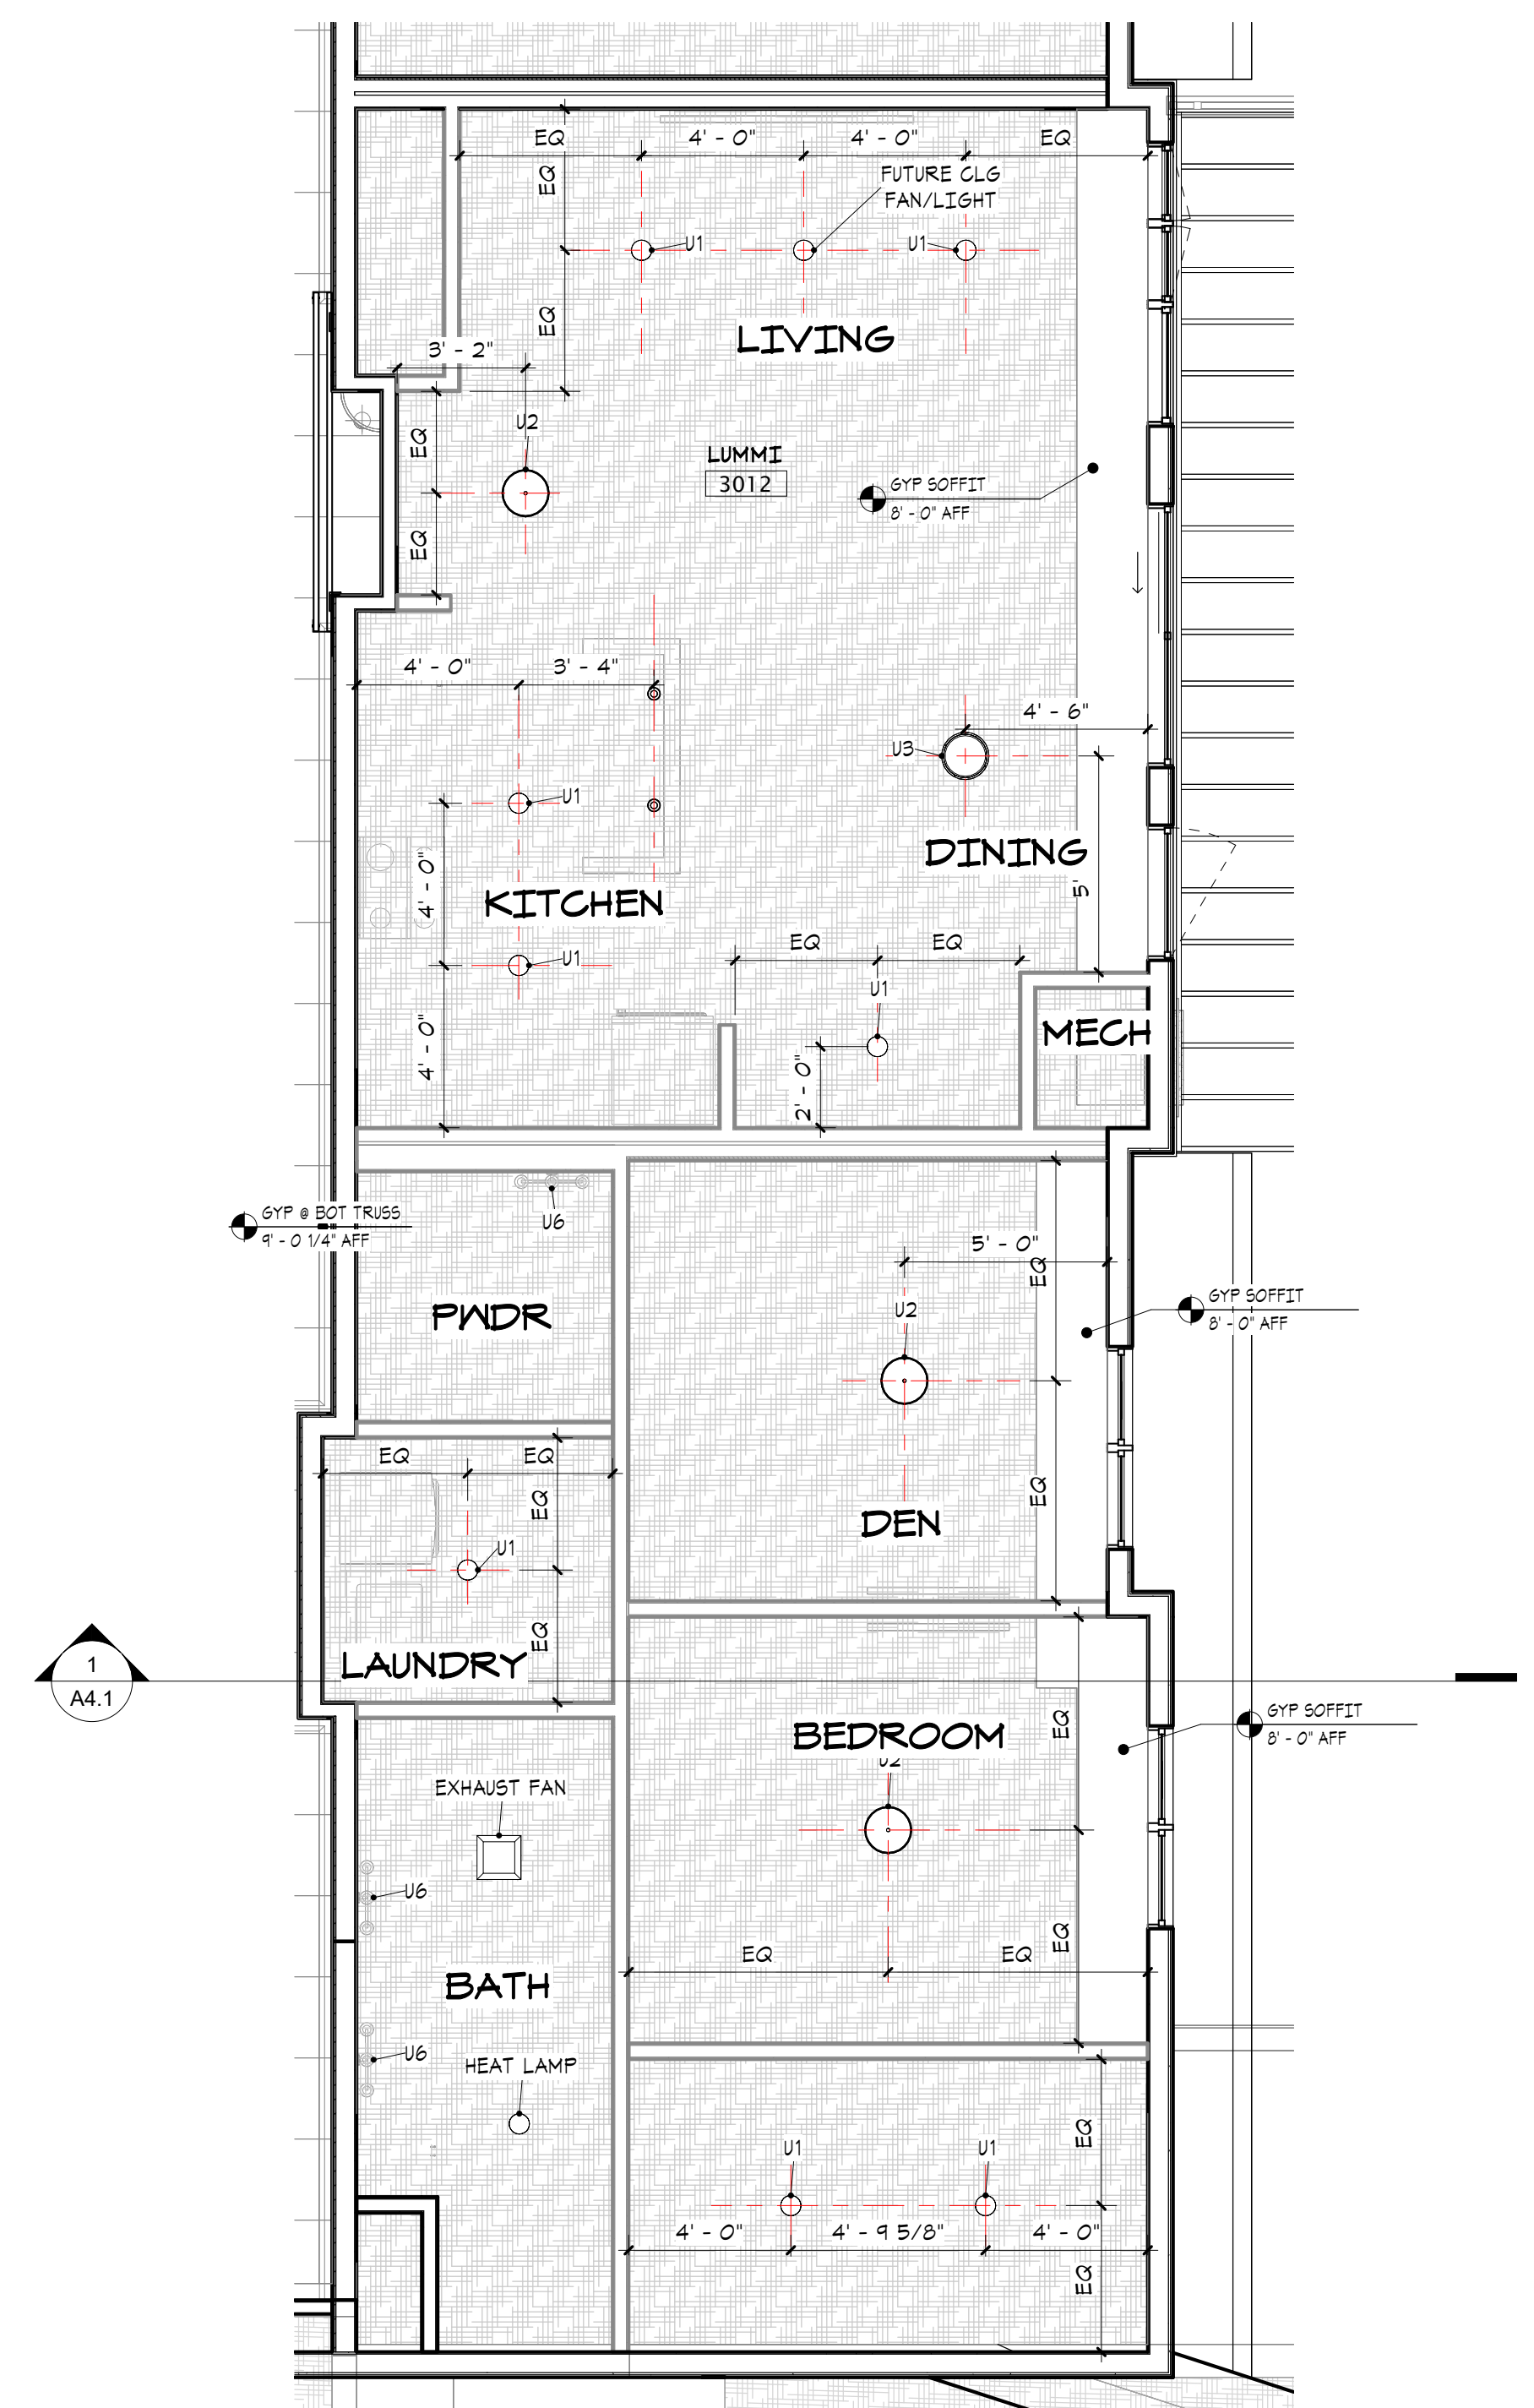 EQ
4' - 0"
4' - 0"
EQ
EQ
FUTURE CLG
FAN/LIGHT
U1
U1
EQ
LIVING
3' - 2"
U2
EQ
LUMMI
3012
GYP SOFFIT
8' - 0" AFF
EQ
4' - 0"
3' - 4"
4' - 6"
U3
U1
DINING
4' - 0"
5'
KITCHEN
EQ
EQ
U1
U1
MECH
4' - 0"
2' - 0"
GYP @ BOT TRUSS
9' - 0 1/4" AFF
U6
5' - 0"
EQ
GYP SOFFIT
8' - 0" AFF
U2
PWDR
EQ
EQ
EQ
EQ
DEN
U1
EQ
LAUNDRY
1
A4.1
GYP SOFFIT
8' - 0" AFF
EQ
BEDROOM
U2
EXHAUST FAN
U6
EQ
EQ
EQ
BATH
U6
HEAT LAMP
EQ
U1
U1
4' - 0"
4' - 9 5/8"
4' - 0"
EQ